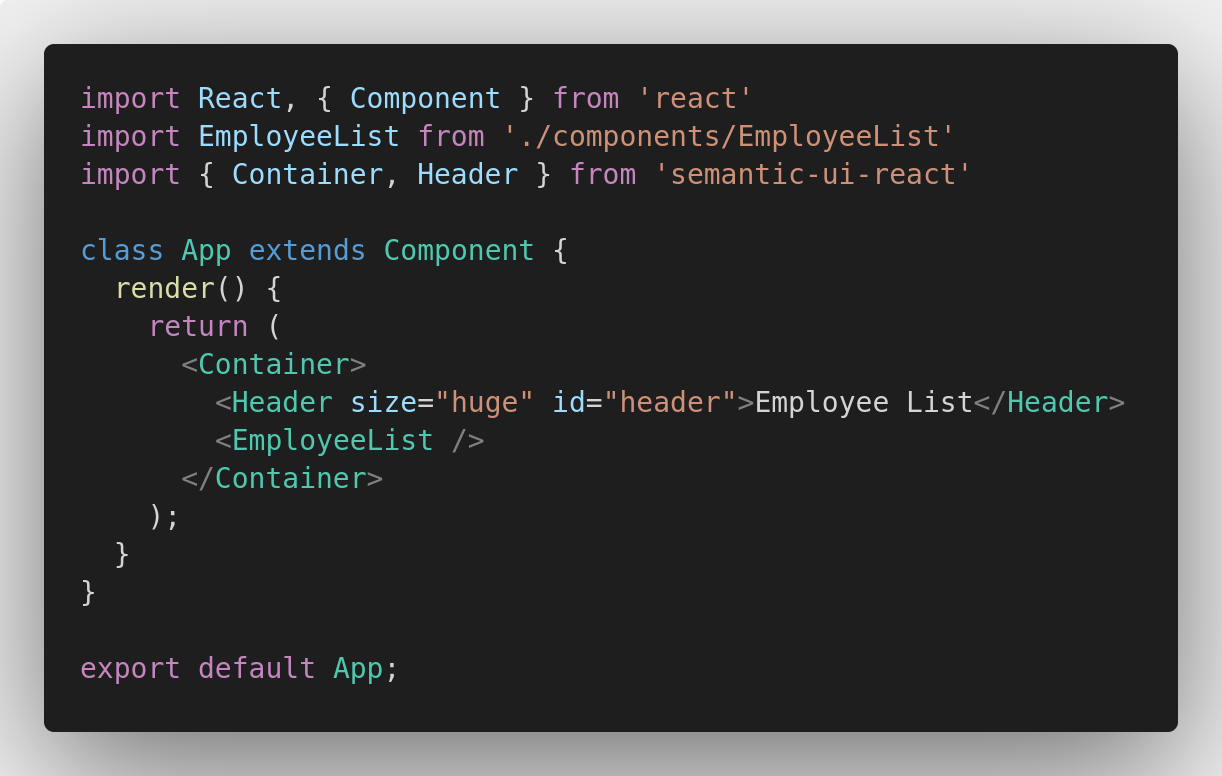 import React, { Component } from 'react'
import EmployeeList from './components/EmployeeList'
import { Container, Header } from 'semantic-ui-react'

class App extends Component {
  render() {
    return (
      <Container>
        <Header size="huge" id="header">Employee List</Header>
        <EmployeeList />
      </Container>
    );
  }
}

export default App;